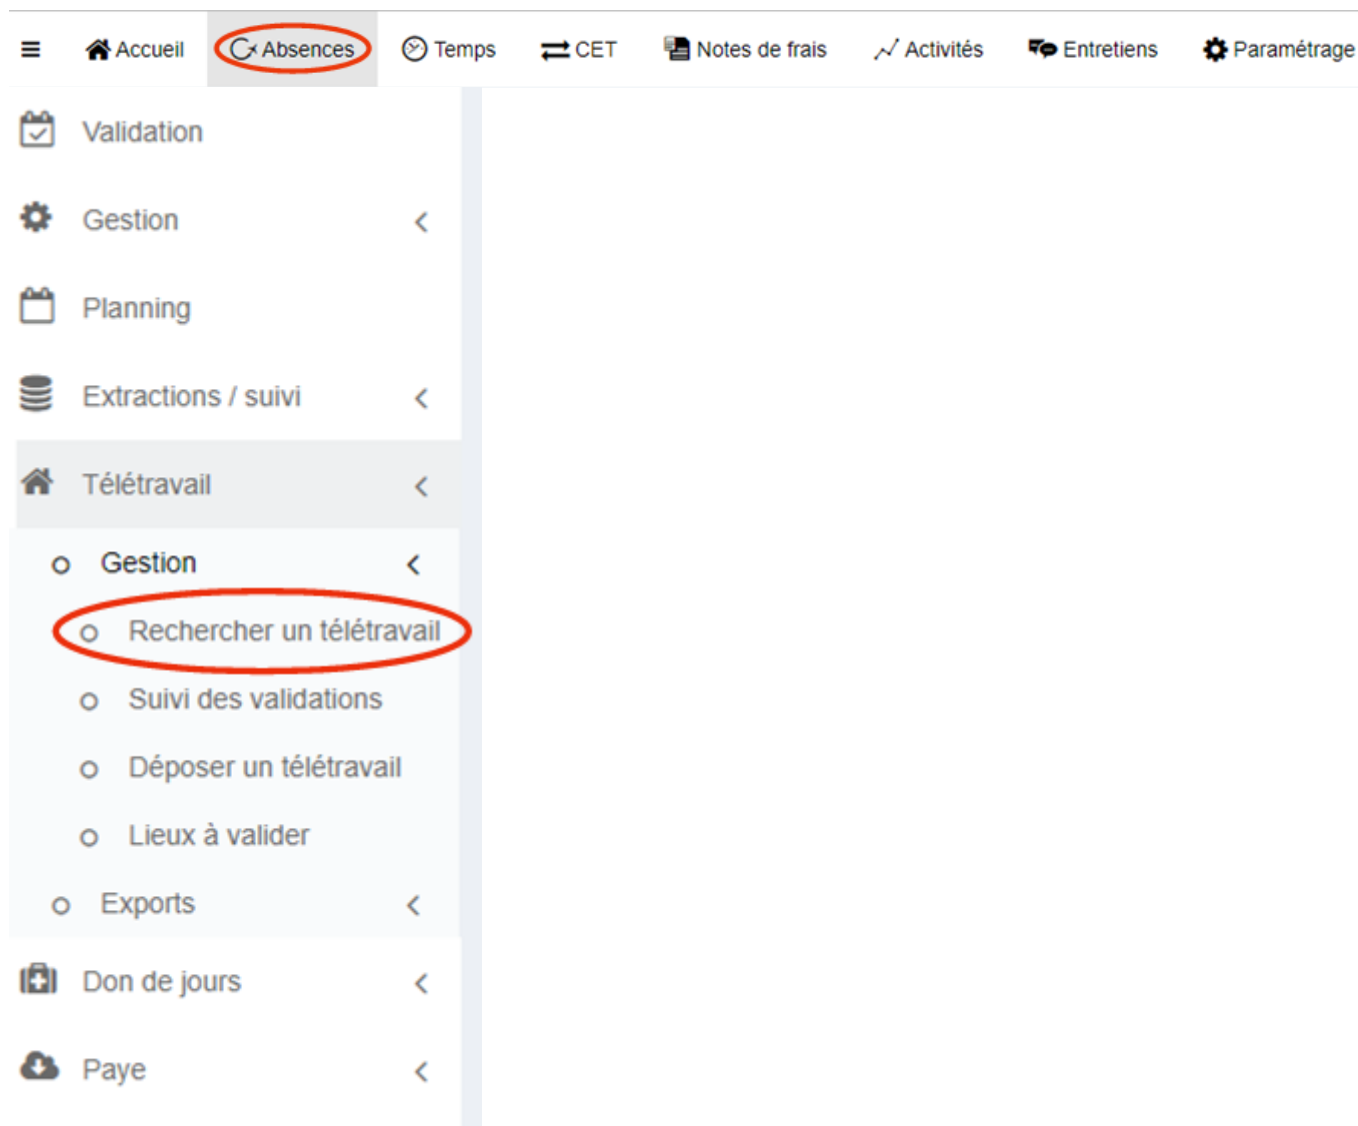 Accueil Absences Temps CET Notes de frais Activités Entretiens Paramétrage
Validation
Gestion
Planning
Extractions / suivi
Télétravail
Gestion
Rechercher un télétravail
Suivi des validations
Déposer un télétravail
Lieux à valider
Exports
Don de jours
Paye